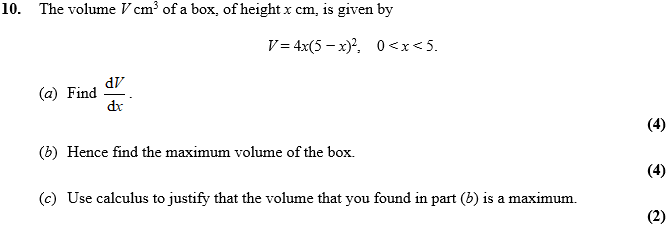 10. The volume V cm³ of a box, of height x cm, is given by
V = 4x(5 – x)², 0 < x < 5.
(a) Find dV/dx.
(4)
(b) Hence find the maximum volume of the box.
(4)
(c) Use calculus to justify that the volume that you found in part (b) is a maximum.
(2)